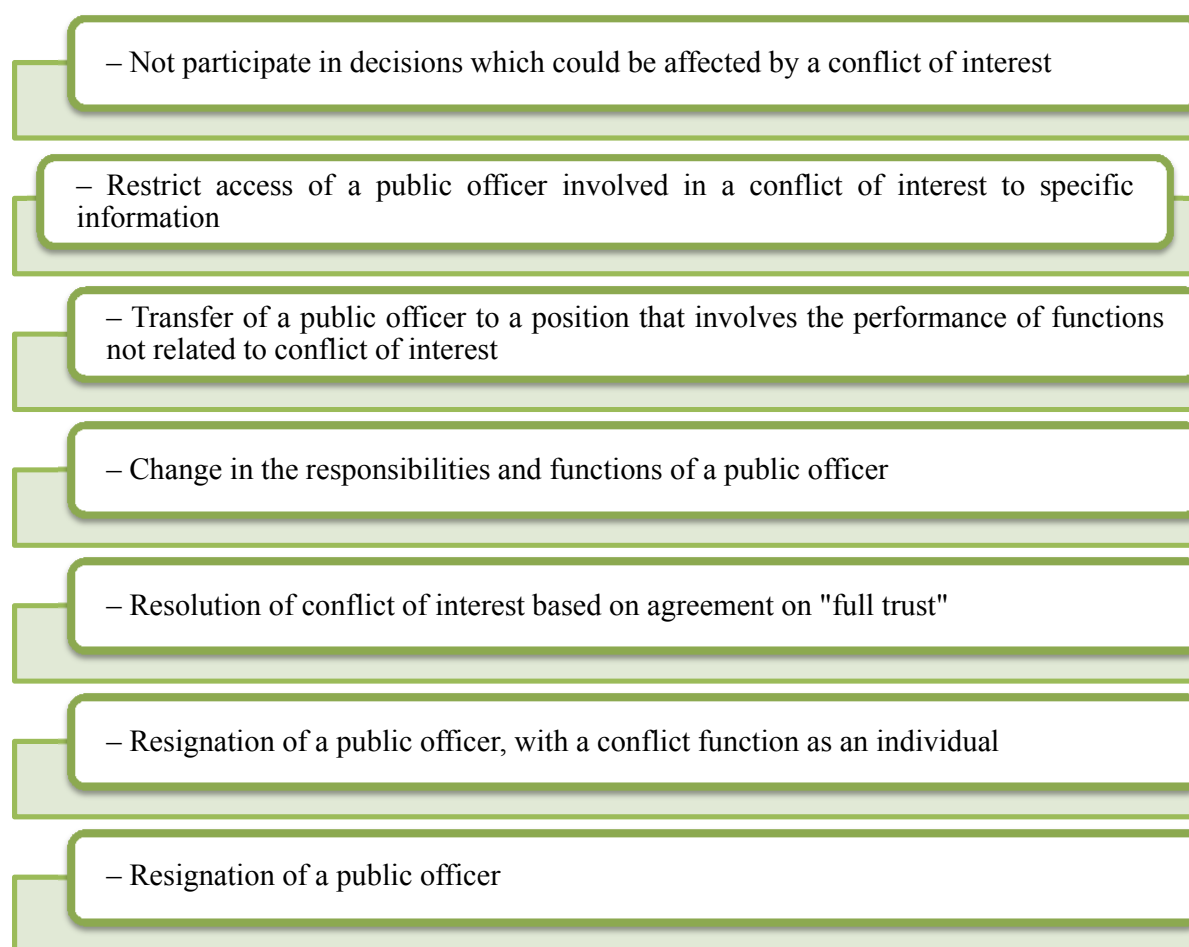 – Not participate in decisions which could be affected by a conflict of interest
– Restrict access of a public officer involved in a conflict of interest to specific
information
– Transfer of a public officer to a position that involves the performance of functions
not related to conflict of interest
– Change in the responsibilities and functions of a public officer
– Resolution of conflict of interest based on agreement on "full trust"
– Resignation of a public officer, with a conflict function as an individual
– Resignation of a public officer